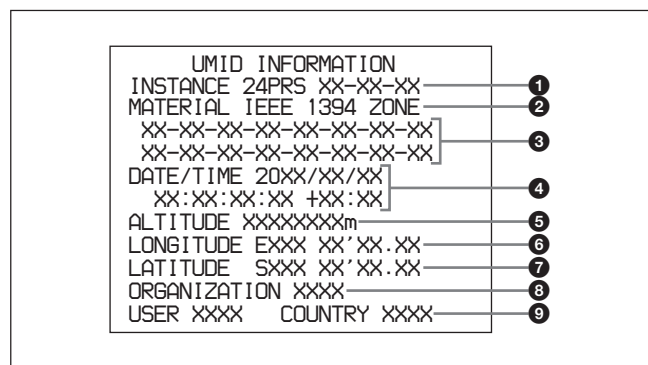 UMID INFORMATION
INSTANCE 24PRS XX-XX-XX 1
MATERIAL IEEE 1394 ZONE 2
XX-XX-XX-XX-XX-XX-XX-XX
XX-XX-XX-XX-XX-XX-XX-XX 3
DATE/TIME 20XX/XX/XX
XX:XX:XX:XX +XX:XX 4
ALTITUDE XXXXXXXXm 5
LONGITUDE EXXX XX'XX.XX 6
LATITUDE SXXX XX'XX.XX 7
ORGANIZATION XXXX 8
USER XXXX COUNTRY XXXX 9